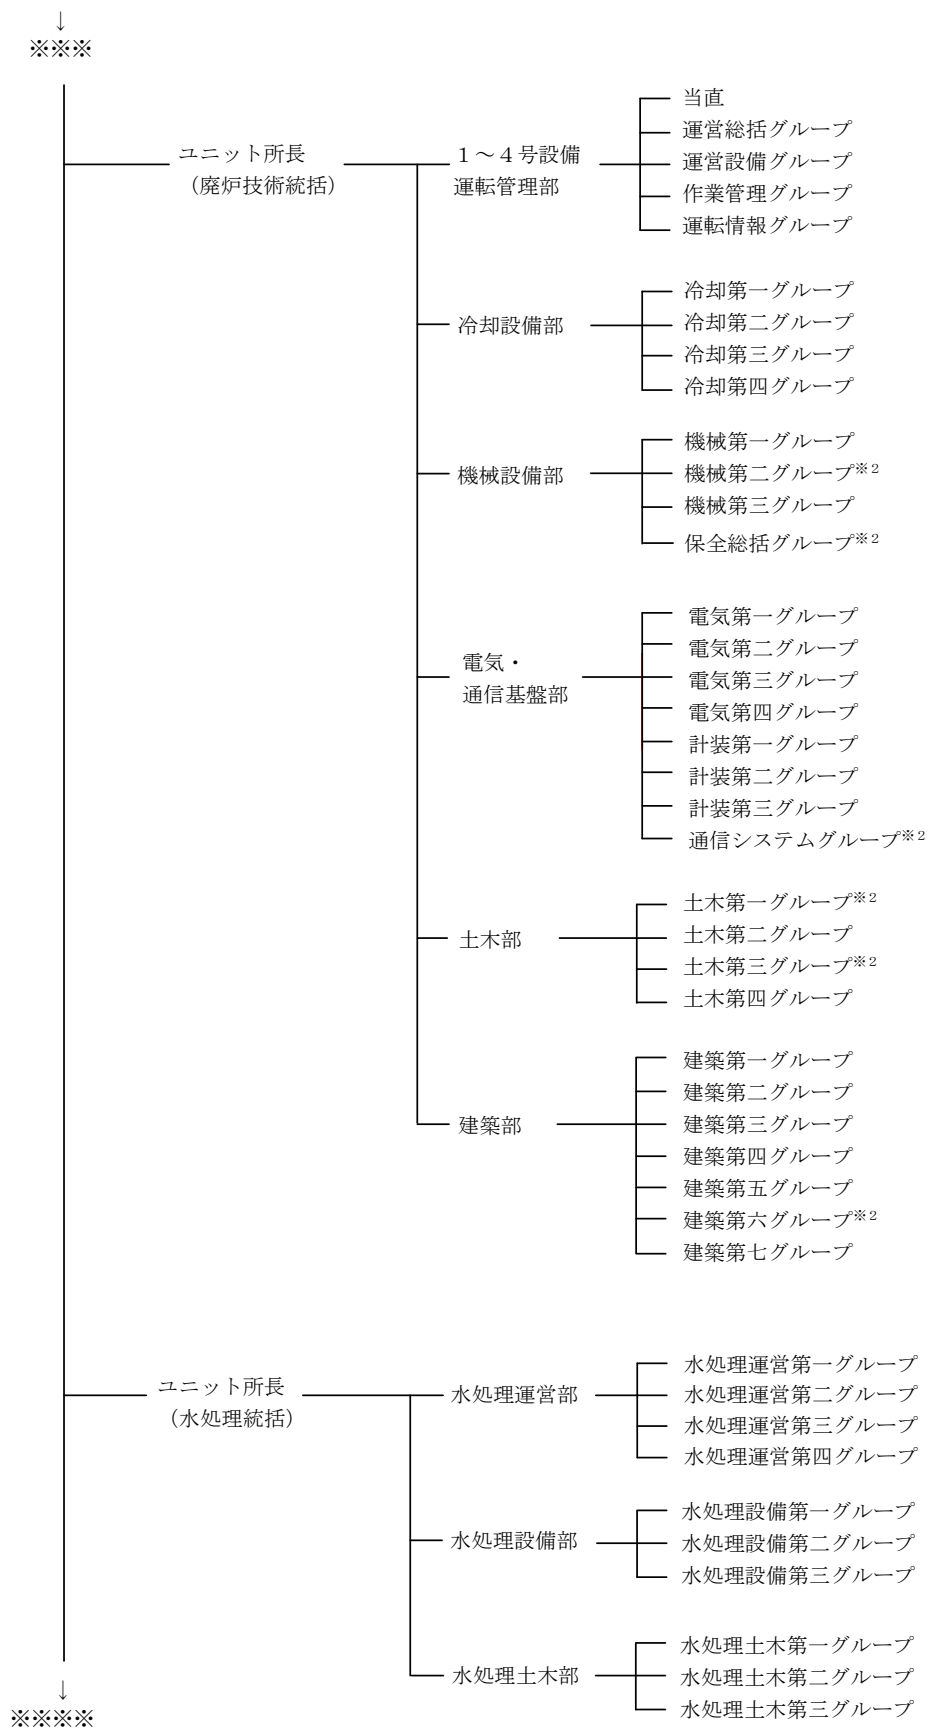 ↓
※※※
ユニット所長
（廃炉技術統括）
１～４号設備
運転管理部
当直
運営総括グループ
運営設備グループ
作業管理グループ
運転情報グループ
冷却設備部
冷却第一グループ
冷却第二グループ
冷却第三グループ
冷却第四グループ
機械設備部
機械第一グループ
機械第二グループ※２
機械第三グループ
保全総括グループ※２
電気・
通信基盤部
電気第一グループ
電気第二グループ
電気第三グループ
電気第四グループ
計装第一グループ
計装第二グループ
計装第三グループ
通信システムグループ※２
土木部
土木第一グループ※２
土木第二グループ
土木第三グループ※２
土木第四グループ
建築部
建築第一グループ
建築第二グループ
建築第三グループ
建築第四グループ
建築第五グループ
建築第六グループ※２
建築第七グループ
ユニット所長
（水処理統括）
水処理運営部
水処理運営第一グループ
水処理運営第二グループ
水処理運営第三グループ
水処理運営第四グループ
水処理設備部
水処理設備第一グループ
水処理設備第二グループ
水処理設備第三グループ
水処理土木部
水処理土木第一グループ
水処理土木第二グループ
水処理土木第三グループ
↓
※※※※